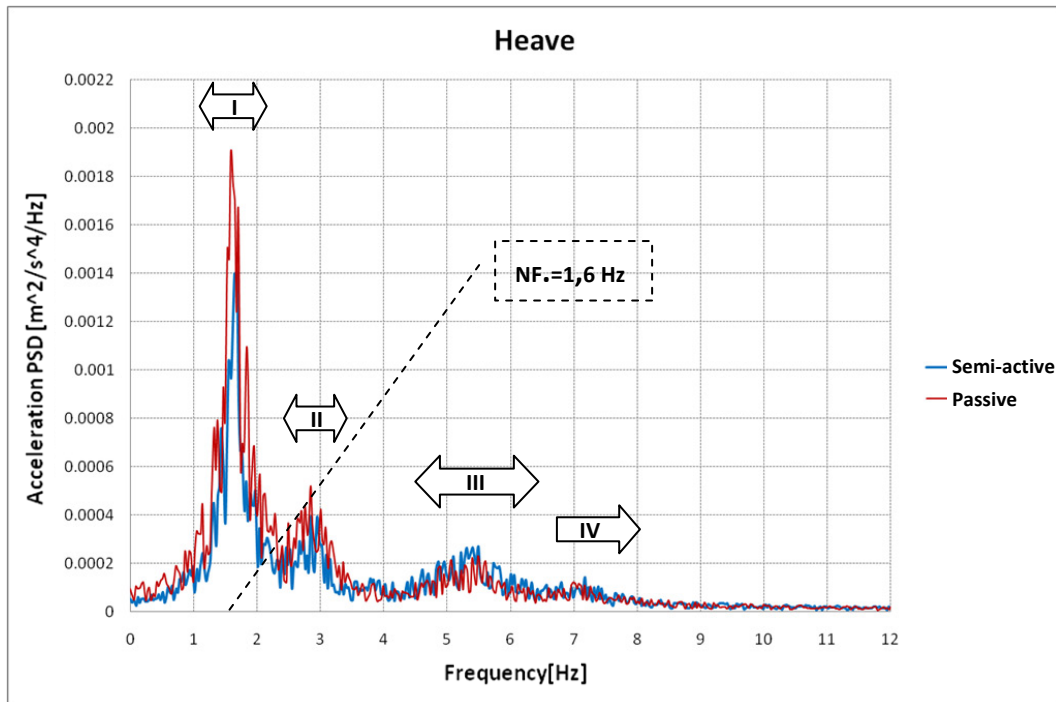 Heave
Acceleration PSD [m^2/s^4/Hz]
0.0022
0.002
0.0018
0.0016
0.0014
0.0012
0.001
0.0008
0.0006
0.0004
0.0002
0
I
II
III
IV
NF.=1,6 Hz
Semi-active
Passive
0 1 2 3 4 5 6 7 8 9 10 11 12
Frequency[Hz]